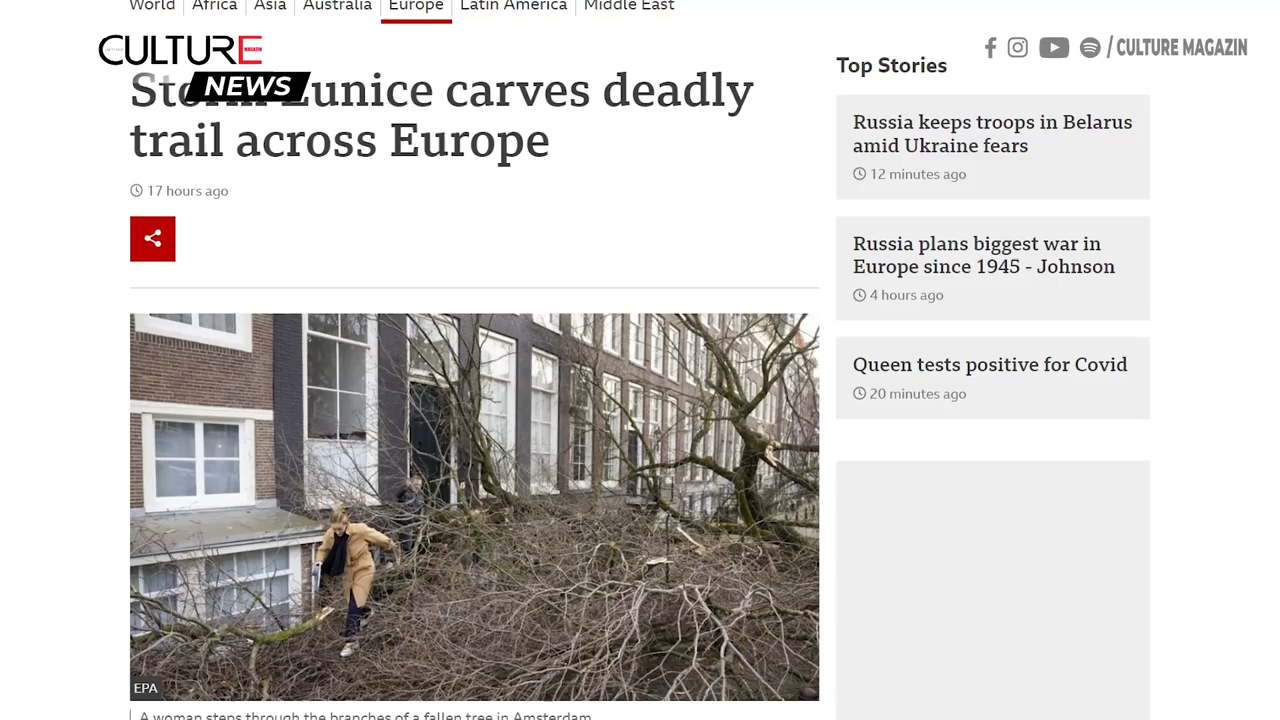 World
Africa
Asia
Australia
Europe
Latin America
Middle East
CULTURE
MAGAZIN
NEWS
/ CULTURE MAGAZIN
Storm Eunice carves deadly
trail across Europe
17 hours ago
EPA
A woman steps through the branches of a fallen tree in Amsterdam
Top Stories
Russia keeps troops in Belarus
amid Ukraine fears
12 minutes ago
Russia plans biggest war in
Europe since 1945 - Johnson
4 hours ago
Queen tests positive for Covid
20 minutes ago